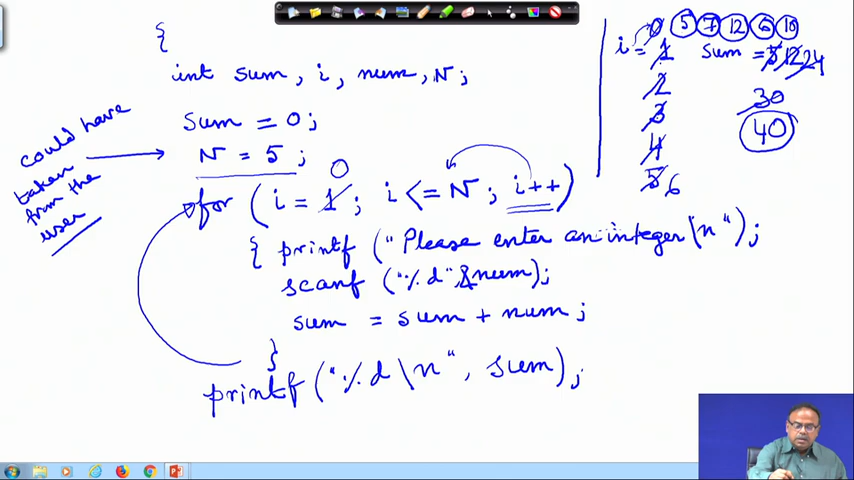 {
int sum, i, num, N;
sum = 0;
N = 5;
could have
taken
from the
user
0
for (i = 1; i <= N; i++)
{ printf ("Please enter an integer\n");
scanf ("%d", &num);
sum = sum + num;
}
printf ("%d\n", sum);
0 5 7 12 6 10
i = 1 sum = 5 12 24
2 30
3 40
4
5 6